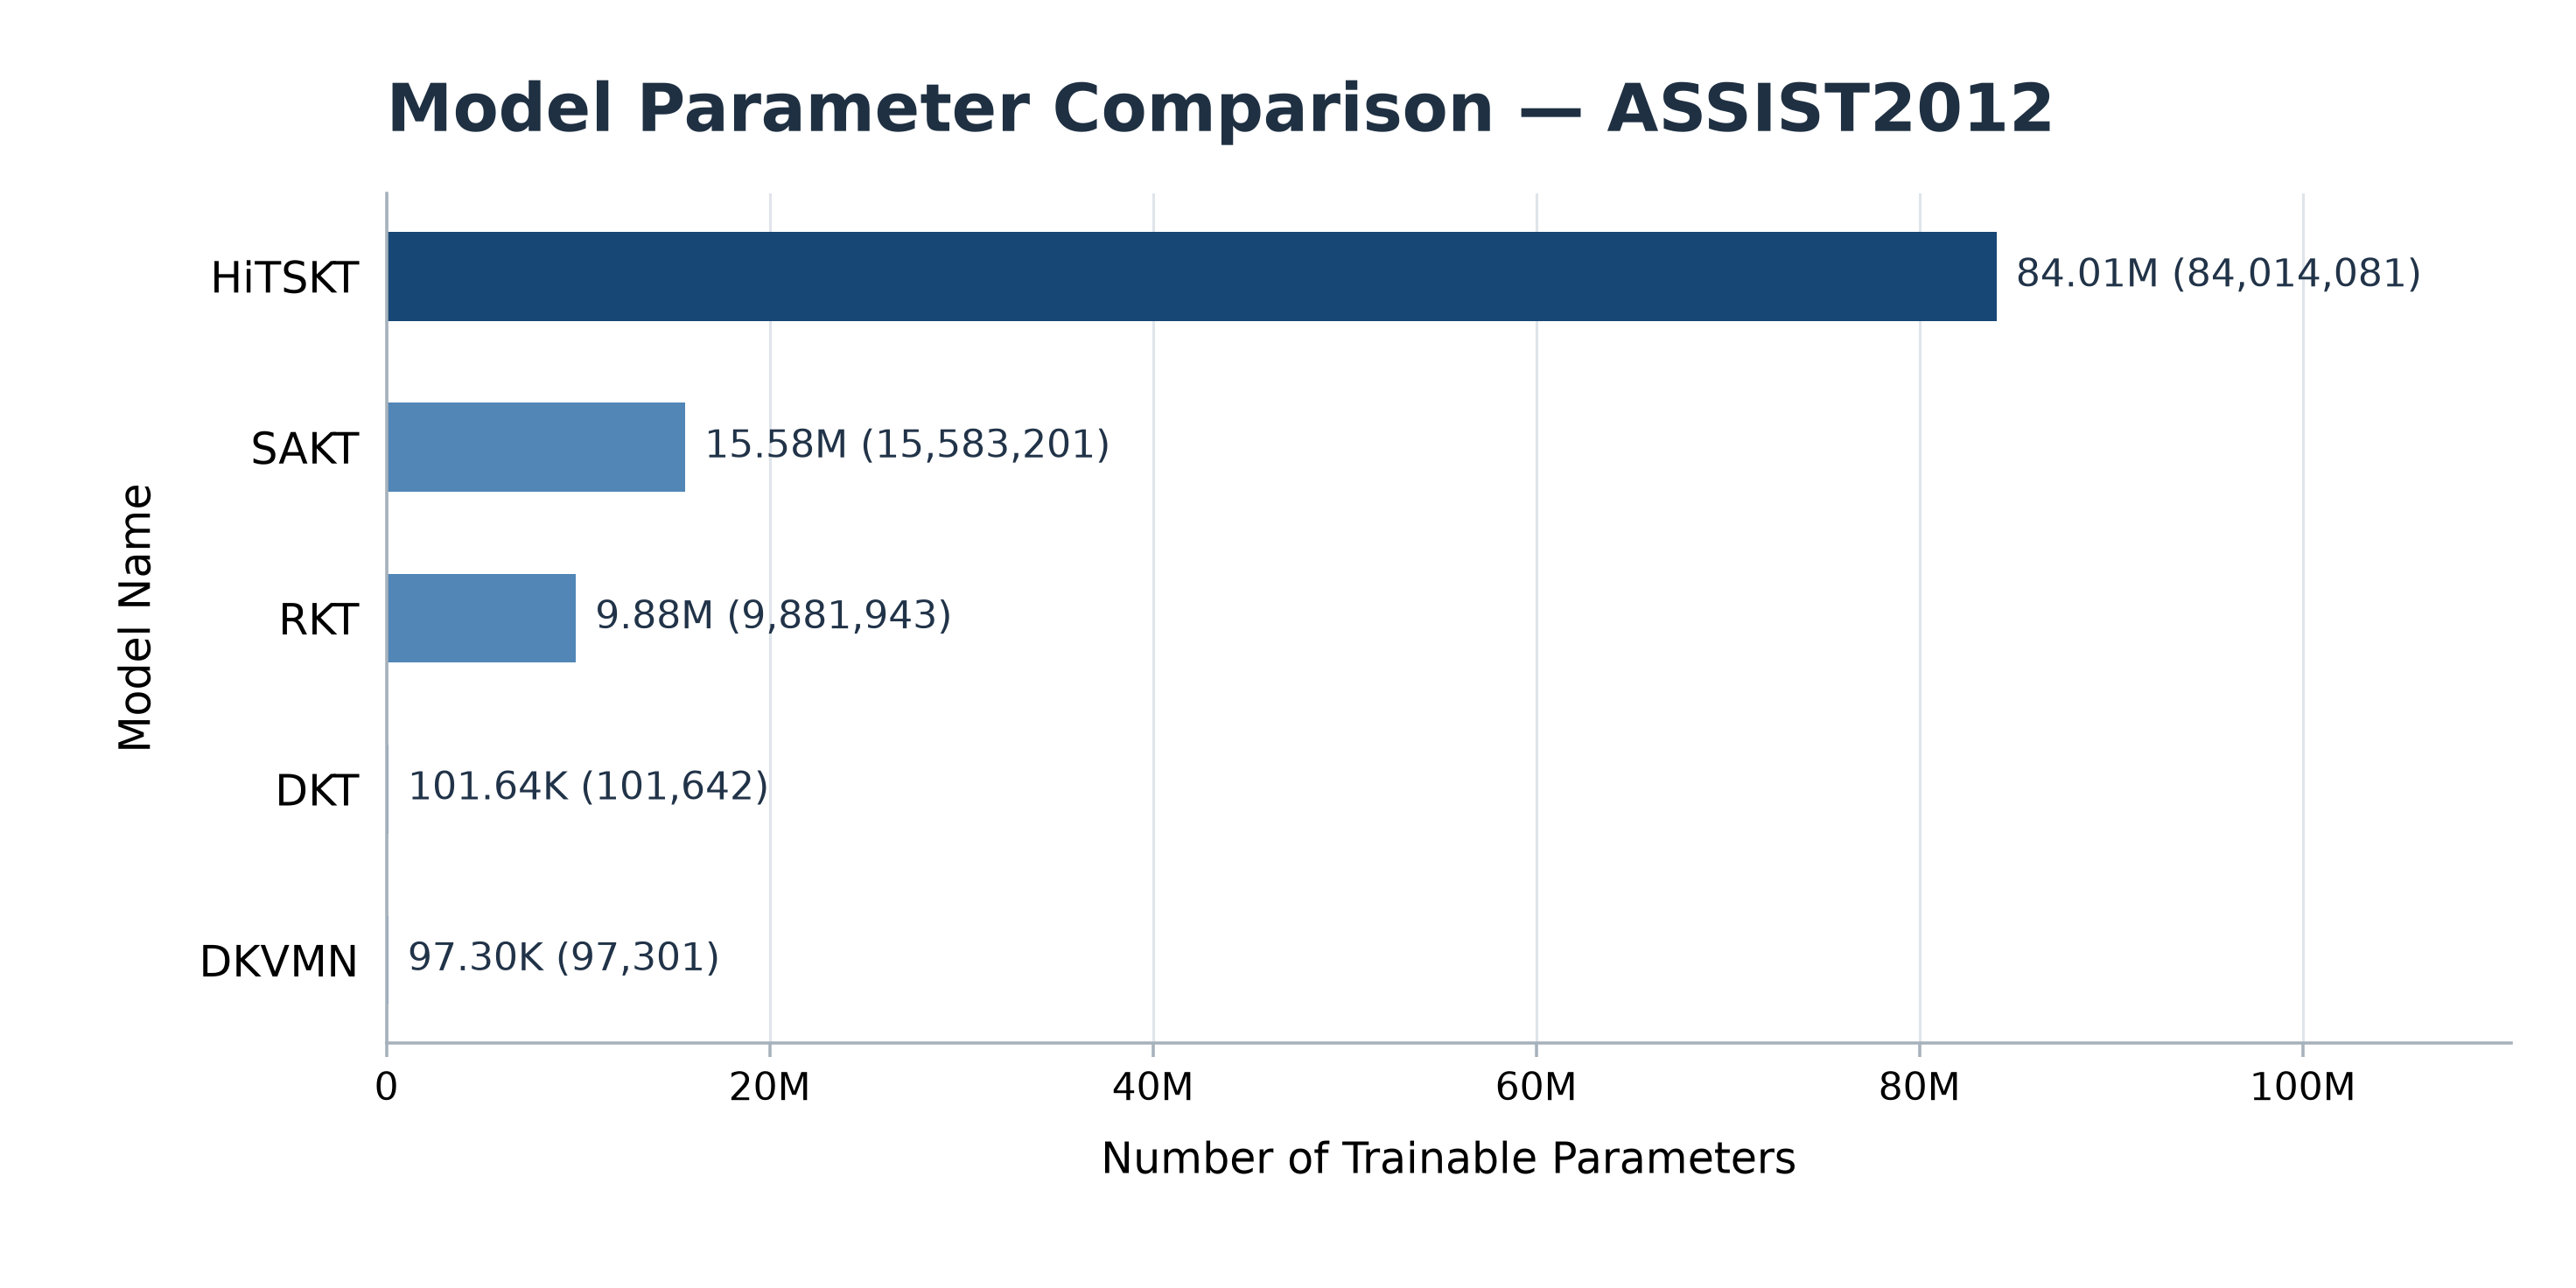 Model Parameter Comparison — ASSIST2012
Model Name
HiTSKT
84.01M (84,014,081)
SAKT
15.58M (15,583,201)
RKT
9.88M (9,881,943)
DKT
101.64K (101,642)
DKVMN
97.30K (97,301)
0 20M 40M 60M 80M 100M
Number of Trainable Parameters